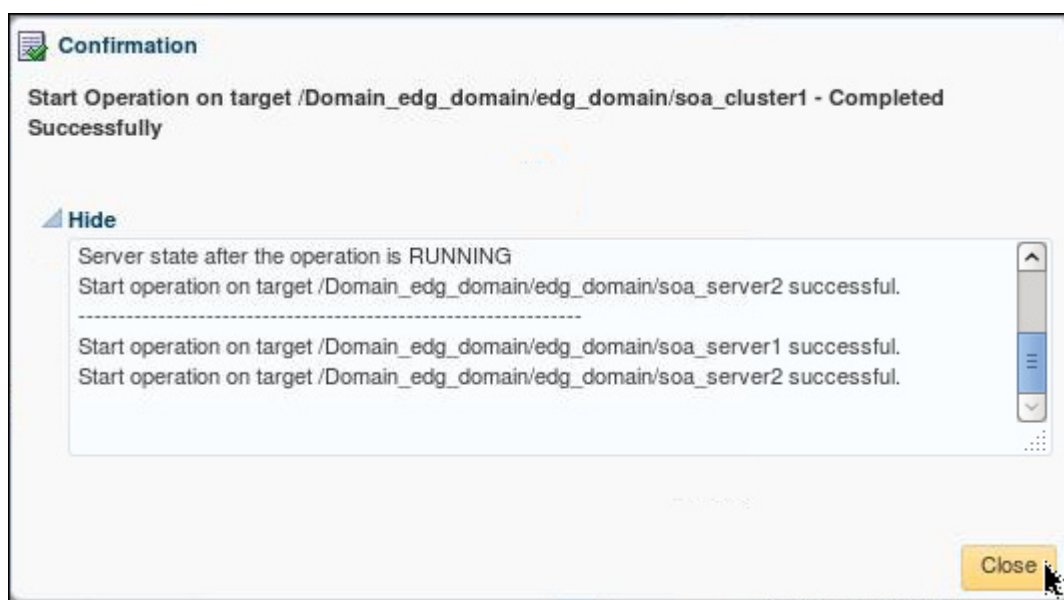 Confirmation
Start Operation on target /Domain_edg_domain/edg_domain/soa_cluster1 - Completed
Successfully
Hide
Server state after the operation is RUNNING
Start operation on target /Domain_edg_domain/edg_domain/soa_server2 successful.
---------------------------------------------------------------
Start operation on target /Domain_edg_domain/edg_domain/soa_server1 successful.
Start operation on target /Domain_edg_domain/edg_domain/soa_server2 successful.
Close